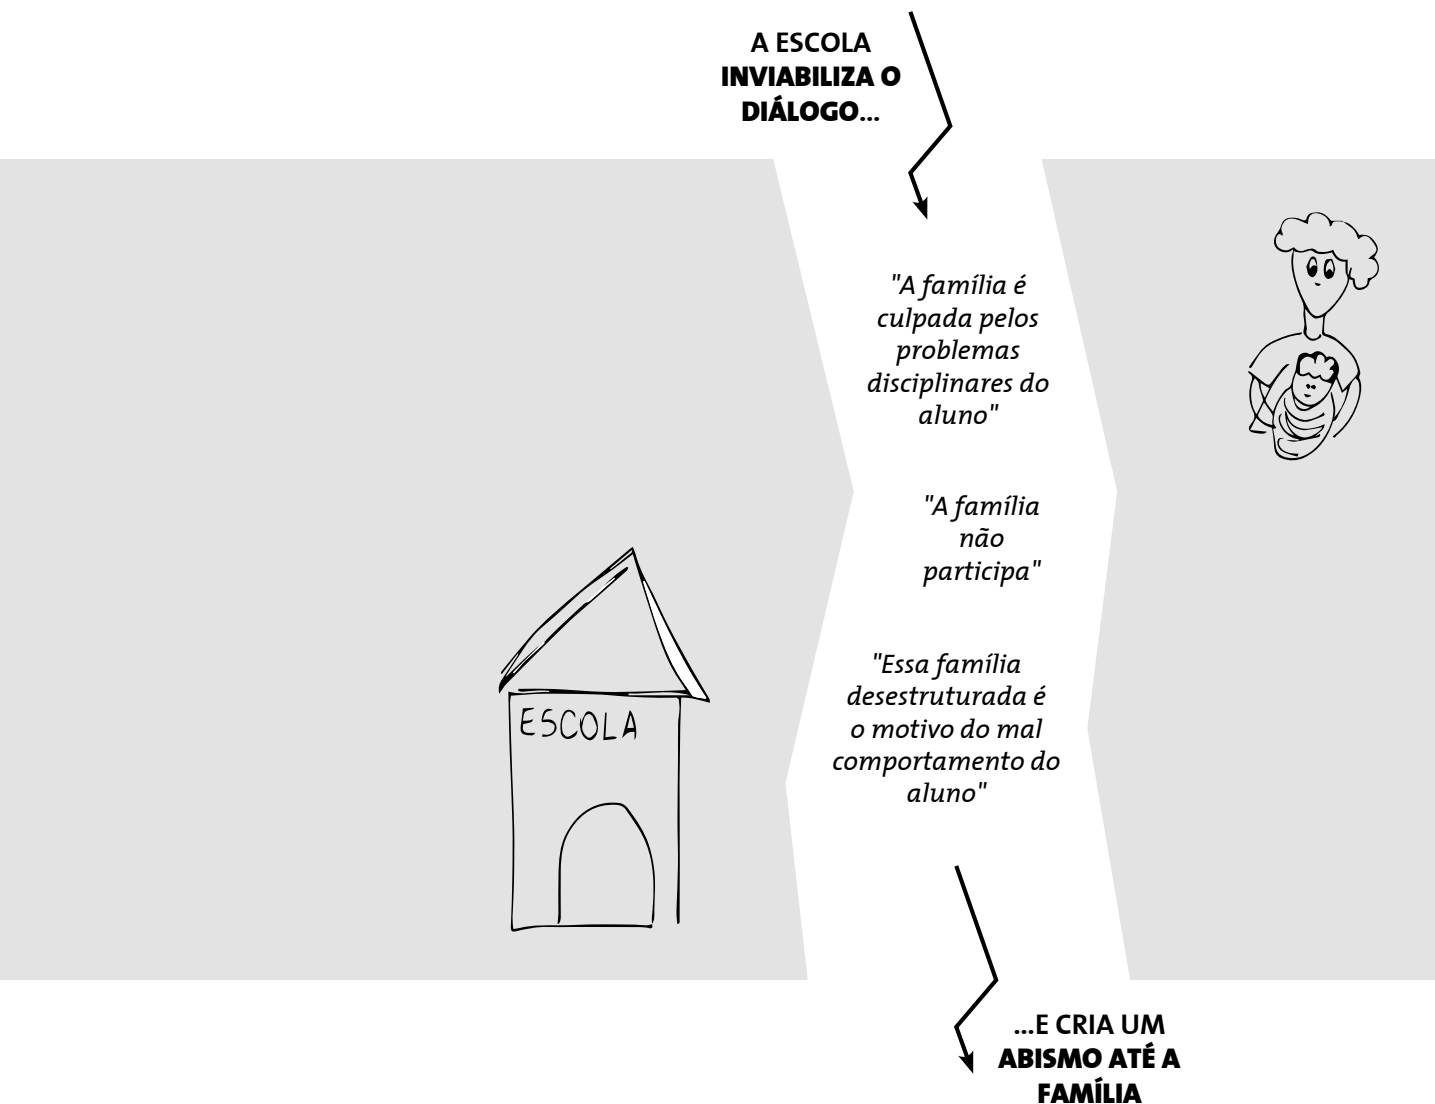 A ESCOLA
INVIABILIZA O
DIÁLOGO...
"A família é
culpada pelos
problemas
disciplinares do
aluno"
"A família
não
participa"
"Essa família
desestruturada é
o motivo do mal
comportamento do
aluno"
ESCOLA
...E CRIA UM
ABISMO ATÉ A
FAMÍLIA